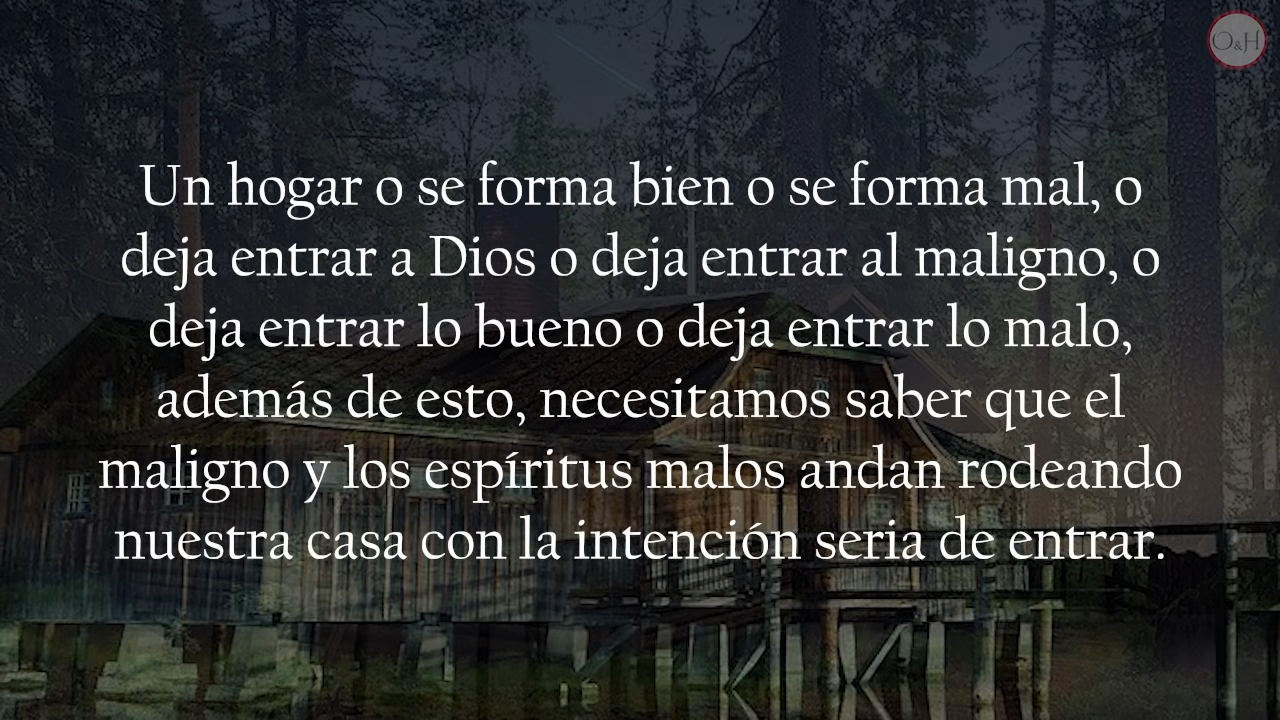 O&H
Un hogar o se forma bien o se forma mal, o
deja entrar a Dios o deja entrar al maligno, o
deja entrar lo bueno o deja entrar lo malo,
además de esto, necesitamos saber que el
maligno y los espíritus malos andan rodeando
nuestra casa con la intención seria de entrar.